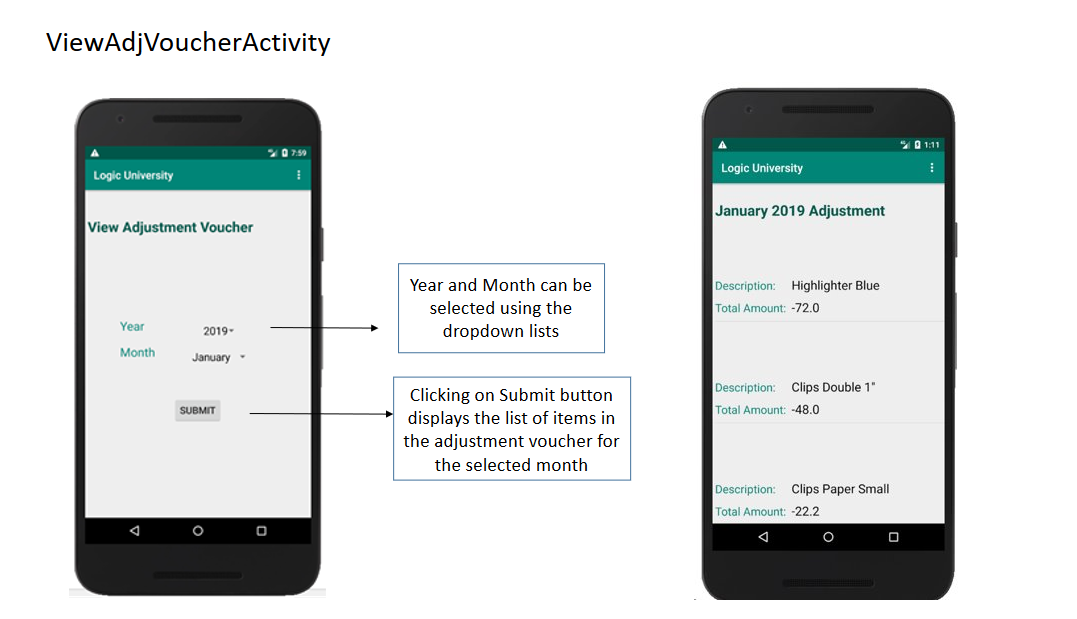 ViewAdjVoucherActivity
7:59
Logic University
View Adjustment Voucher
Year 2019
Month January
SUBMIT
Year and Month can be
selected using the
dropdown lists
Clicking on Submit button
displays the list of items in
the adjustment voucher for
the selected month
1:11
Logic University
January 2019 Adjustment
Description: Highlighter Blue
Total Amount: -72.0
Description: Clips Double 1"
Total Amount: -48.0
Description: Clips Paper Small
Total Amount: -22.2